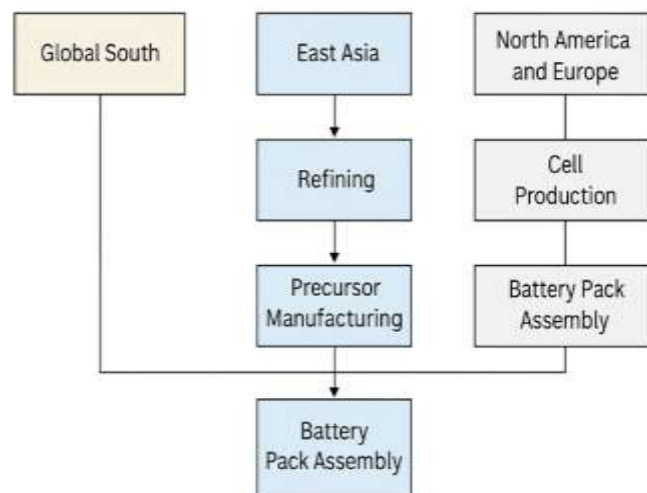 Global South
East Asia
North America
and Europe
Refining
Cell
Production
Precursor
Manufacturing
Battery Pack
Assembly
Battery
Pack Assembly